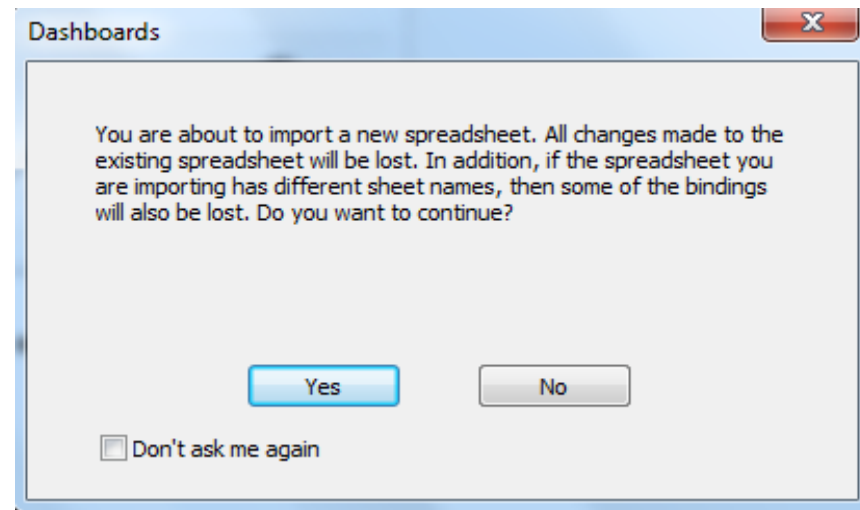 Dashboards
You are about to import a new spreadsheet. All changes made to the
existing spreadsheet will be lost. In addition, if the spreadsheet you
are importing has different sheet names, then some of the bindings
will also be lost. Do you want to continue?
Yes
No
Don't ask me again